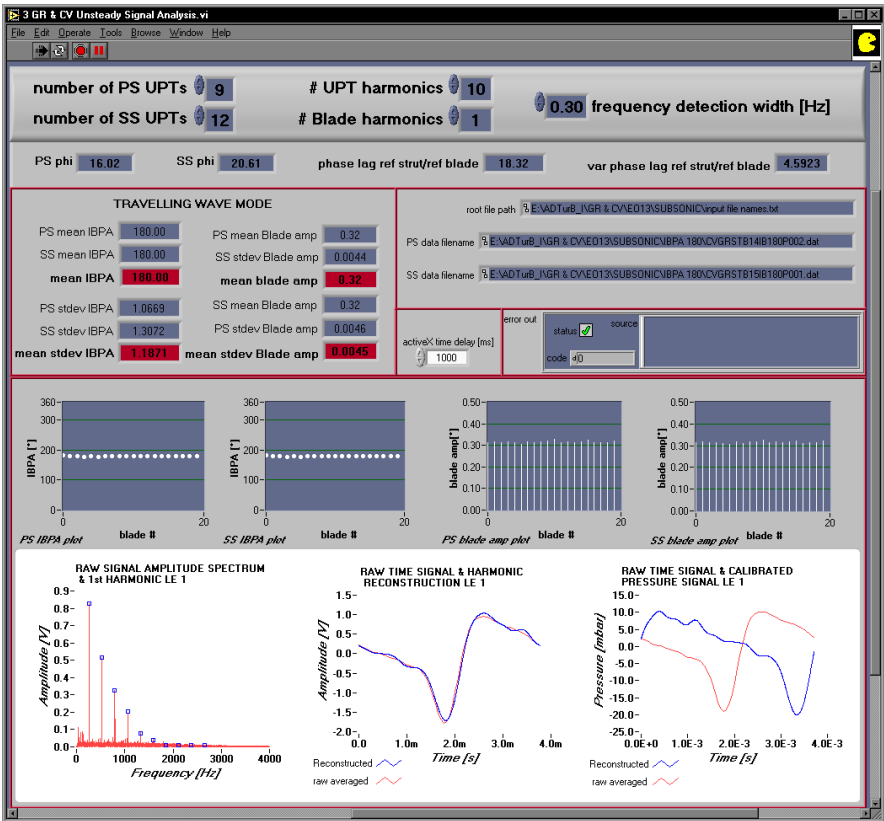 3 GR & CV Unsteady Signal Analysis.vi
File Edit Operate Tools Browse Window Help
number of PS UPTs 9
# UPT harmonics 10
0.30 frequency detection width [Hz]
number of SS UPTs 12
# Blade harmonics 1
PS phi 16.02
SS phi 20.61
phase lag ref strut/ref blade 18.32
var phase lag ref strut/ref blade 4.5923
TRAVELLING WAVE MODE
PS mean IBPA 180.00
PS mean Blade amp 0.32
SS mean IBPA 180.00
SS stdev Blade amp 0.0044
mean IBPA 180.00
mean blade amp 0.32
PS stdev IBPA 1.0669
SS mean Blade amp 0.32
SS stdev IBPA 1.3072
PS stdev Blade amp 0.0046
mean stdev IBPA 1.1871
mean stdev Blade amp 0.0045
root file path E:\ADTurB_I\GR & CV\EO13\SUBSONIC\input file names.txt
PS data filename E:\ADTurB_I\GR & CV\EO13\SUBSONIC\IBPA 180\CVGRSTB14IB180P002.dat
SS data filename E:\ADTurB_I\GR & CV\EO13\SUBSONIC\IBPA 180\CVGRSTB15IB180P001.dat
activeX time delay [ms]
1000
error out
status
source
code d0
360
300
200
100
0
IBPA [°]
0 20
blade #
PS IBPA plot
360
300
200
100
0
IBPA [°]
0 20
blade #
SS IBPA plot
0.50
0.40
0.30
0.20
0.10
0.00
blade amp[°]
0 20
blade #
PS blade amp plot
0.50
0.40
0.30
0.20
0.10
0.00
blade amp[°]
0 20
blade #
SS blade amp plot
RAW SIGNAL AMPLITUDE SPECTRUM
& 1st HARMONIC LE 1
0.9
0.8
0.7
0.6
0.5
0.4
0.3
0.2
0.1
0.0
Amplitude [V]
0 1000 2000 3000 4000
Frequency [Hz]
RAW TIME SIGNAL & HARMONIC
RECONSTRUCTION LE 1
1.5
1.0
0.5
0.0
-0.5
-1.0
-1.5
-2.0
Amplitude [V]
0.0 1.0m 2.0m 3.0m 4.0m
Time [s]
Reconstructed
raw averaged
RAW TIME SIGNAL & CALIBRATED
PRESSURE SIGNAL LE 1
15.0
10.0
5.0
0.0
-5.0
-10.0
-15.0
-20.0
-25.0
Pressure [mbar]
0.0E+0 1.0E-3 2.0E-3 3.0E-3 4.0E-3
Time [s]
Reconstructed
raw averaged